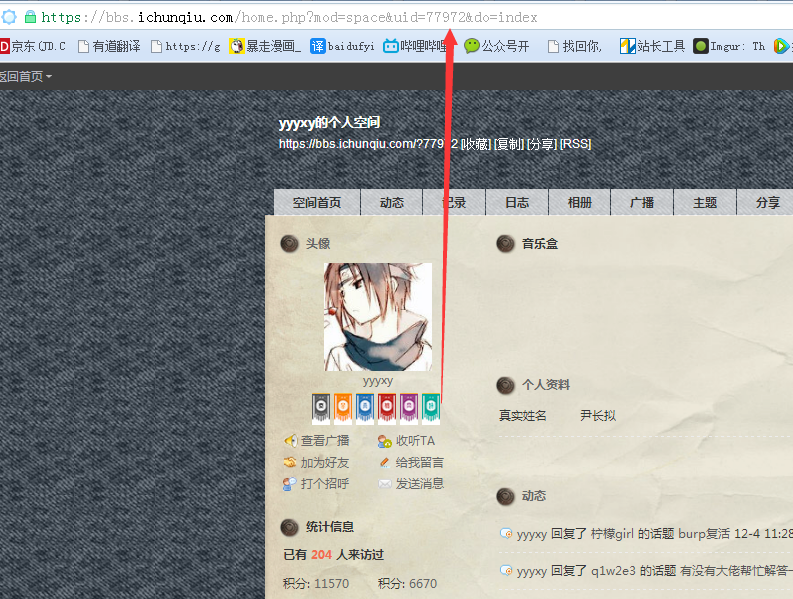 https://bbs.ichunqiu.com/home.php?mod=space&uid=77972&do=index
京东(JD.C 有道翻译 https://g 暴走漫画_ 译 baidufyi 哔哩哔哩 公众号开 找回你, 站长工具 Imgur: Th
返回首页
yyyxy的个人空间
https://bbs.ichunqiu.com/?77972 [收藏] [复制] [分享] [RSS]
空间首页 动态 记录 日志 相册 广播 主题 分享
头像 音乐盒
yyyxy
个人资料
真实姓名 尹长拟
查看广播 收听TA
加为好友 给我留言
打个招呼 发送消息
动态
统计信息
yyyxy 回复了 柠檬girl 的话题 burp复活 12-4 11:28
已有 204 人来访过
yyyxy 回复了 q1w2e3 的话题 有没有大佬帮忙解答一
积分: 11570 积分: 6670